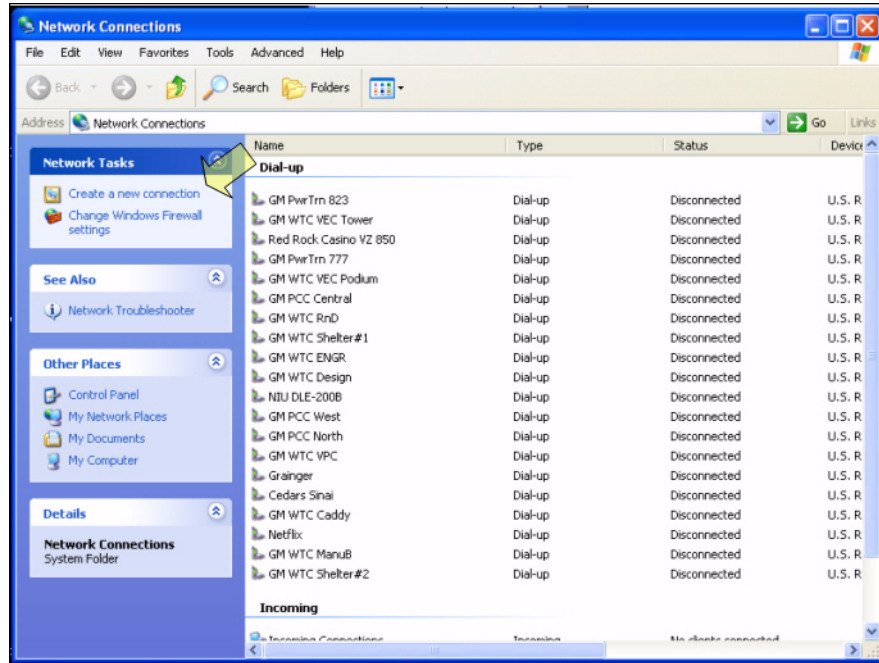 Network Connections
File Edit View Favorites Tools Advanced Help
Back Search Folders
Address Network Connections Go Links
Network Tasks
Create a new connection
Change Windows Firewall
settings
See Also
Network Troubleshooter
Other Places
Control Panel
My Network Places
My Documents
My Computer
Details
Network Connections
System Folder
Name Type Status Device
Dial-up
GM PwrTrn 823 Dial-up Disconnected U.S. R
GM WTC VEC Tower Dial-up Disconnected U.S. R
Red Rock Casino VZ 850 Dial-up Disconnected U.S. R
GM PwrTrn 777 Dial-up Disconnected U.S. R
GM WTC VEC Podium Dial-up Disconnected U.S. R
GM PCC Central Dial-up Disconnected U.S. R
GM WTC RnD Dial-up Disconnected U.S. R
GM WTC Shelter#1 Dial-up Disconnected U.S. R
GM WTC ENGR Dial-up Disconnected U.S. R
GM WTC Design Dial-up Disconnected U.S. R
NIU DLE-200B Dial-up Disconnected U.S. R
GM PCC West Dial-up Disconnected U.S. R
GM PCC North Dial-up Disconnected U.S. R
GM WTC VPC Dial-up Disconnected U.S. R
Grainger Dial-up Disconnected U.S. R
Cedars Sinai Dial-up Disconnected U.S. R
GM WTC Caddy Dial-up Disconnected U.S. R
Netflix Dial-up Disconnected U.S. R
GM WTC ManuB Dial-up Disconnected U.S. R
GM WTC Shelter#2 Dial-up Disconnected U.S. R
Incoming
Incoming Connections Incoming No clients connected